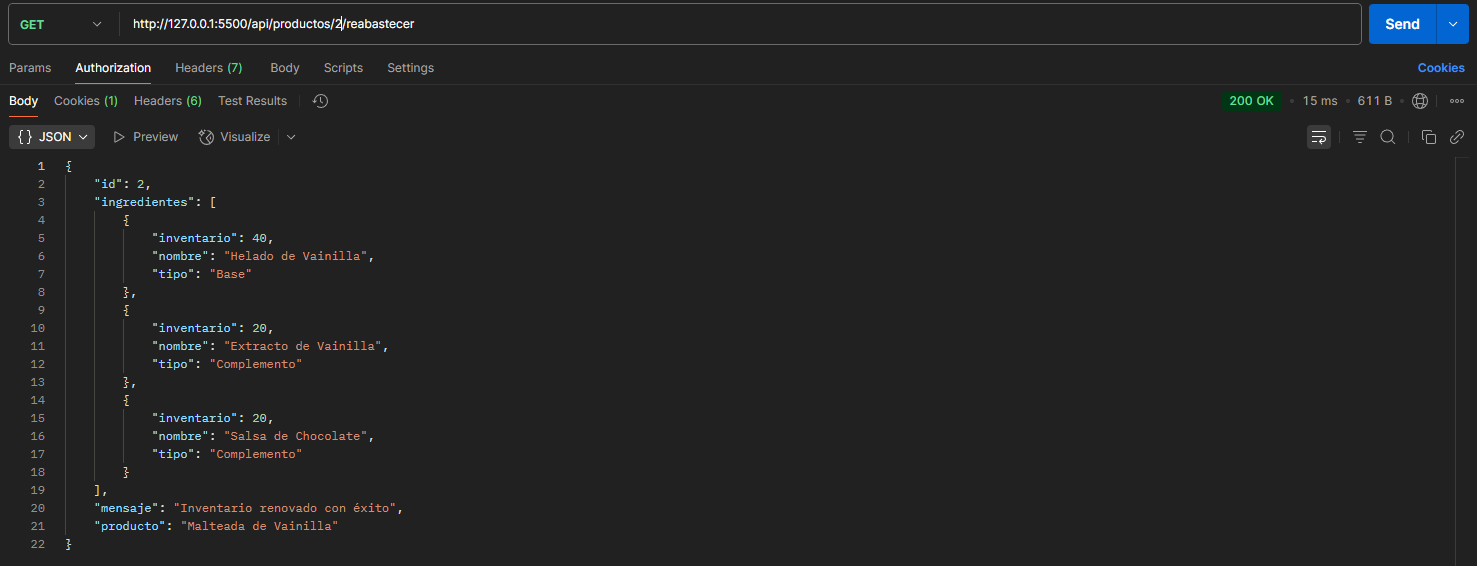 GET http://127.0.0.1:5500/api/productos/2/reabastecer Send
Params Authorization Headers (7) Body Scripts Settings Cookies
Body Cookies (1) Headers (6) Test Results 200 OK • 15 ms • 611 B •
{} JSON Preview Visualize
1 {
2 "id": 2,
3 "ingredientes": [
4 {
5 "inventario": 40,
6 "nombre": "Helado de Vainilla",
7 "tipo": "Base"
8 },
9 {
10 "inventario": 20,
11 "nombre": "Extracto de Vainilla",
12 "tipo": "Complemento"
13 },
14 {
15 "inventario": 20,
16 "nombre": "Salsa de Chocolate",
17 "tipo": "Complemento"
18 }
19 ],
20 "mensaje": "Inventario renovado con éxito",
21 "producto": "Malteada de Vainilla"
22 }